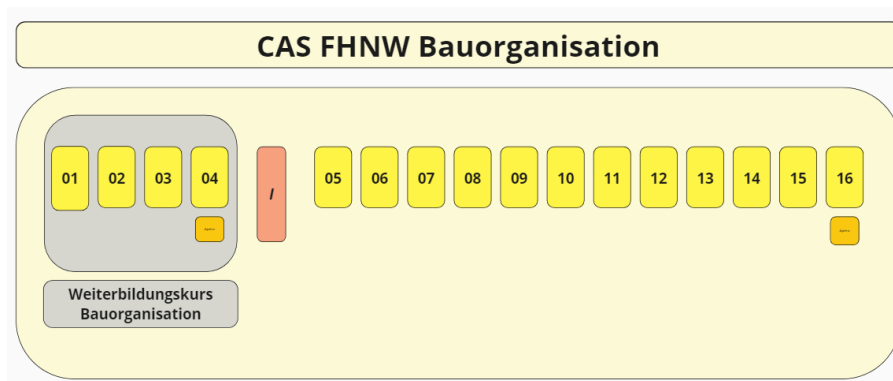 CAS FHNW Bauorganisation
01 02 03 04 I 05 06 07 08 09 10 11 12 13 14 15 16
Weiterbildungskurs
Bauorganisation